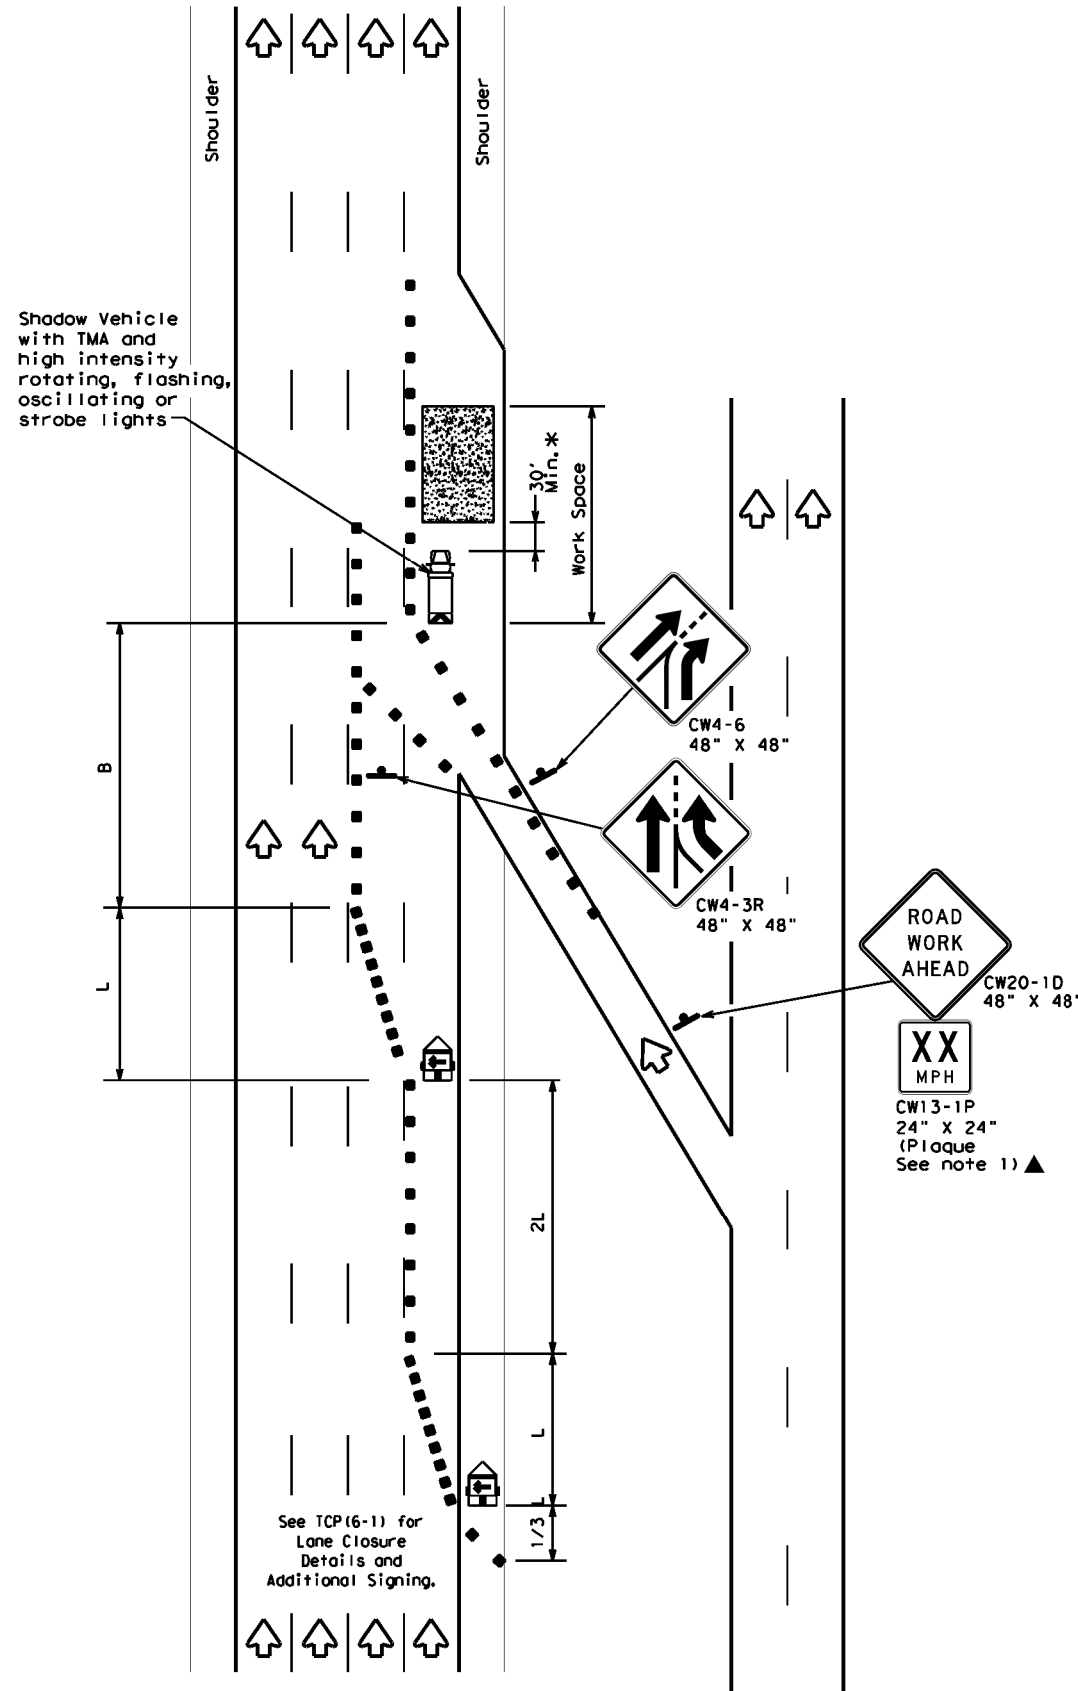 Shoulder
Shoulder
Shadow Vehicle
with TMA and
high intensity
rotating, flashing,
oscillating or
strobe lights
30'
Min.*
Work Space
CW4-6
48" X 48"
B
CW4-3R
48" X 48"
ROAD
WORK
AHEAD
CW20-1D
48" X 48"
XX
MPH
CW13-1P
24" X 24"
(Plaque
See note 1) ▲
L
2L
L
1/3 L
See TCP(6-1) for
Lane Closure
Details and
Additional Signing.